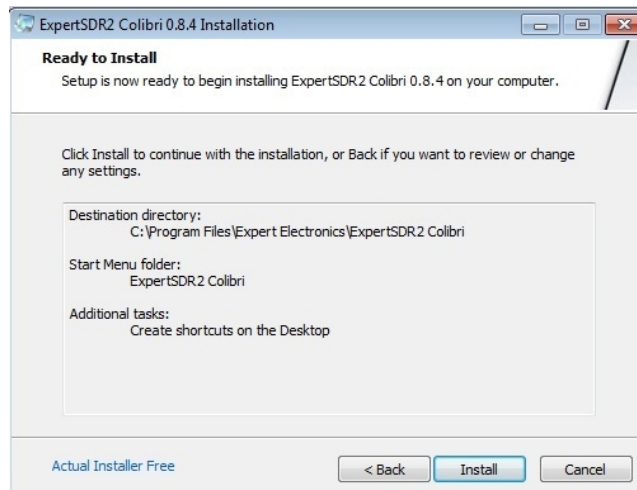 ExpertSDR2 Colibri 0.8.4 Installation
Ready to Install
Setup is now ready to begin installing ExpertSDR2 Colibri 0.8.4 on your computer.
Click Install to continue with the installation, or Back if you want to review or change
any settings.
Destination directory:
C:\Program Files\Expert Electronics\ExpertSDR2 Colibri
Start Menu folder:
ExpertSDR2 Colibri
Additional tasks:
Create shortcuts on the Desktop
Actual Installer Free
< Back
Install
Cancel